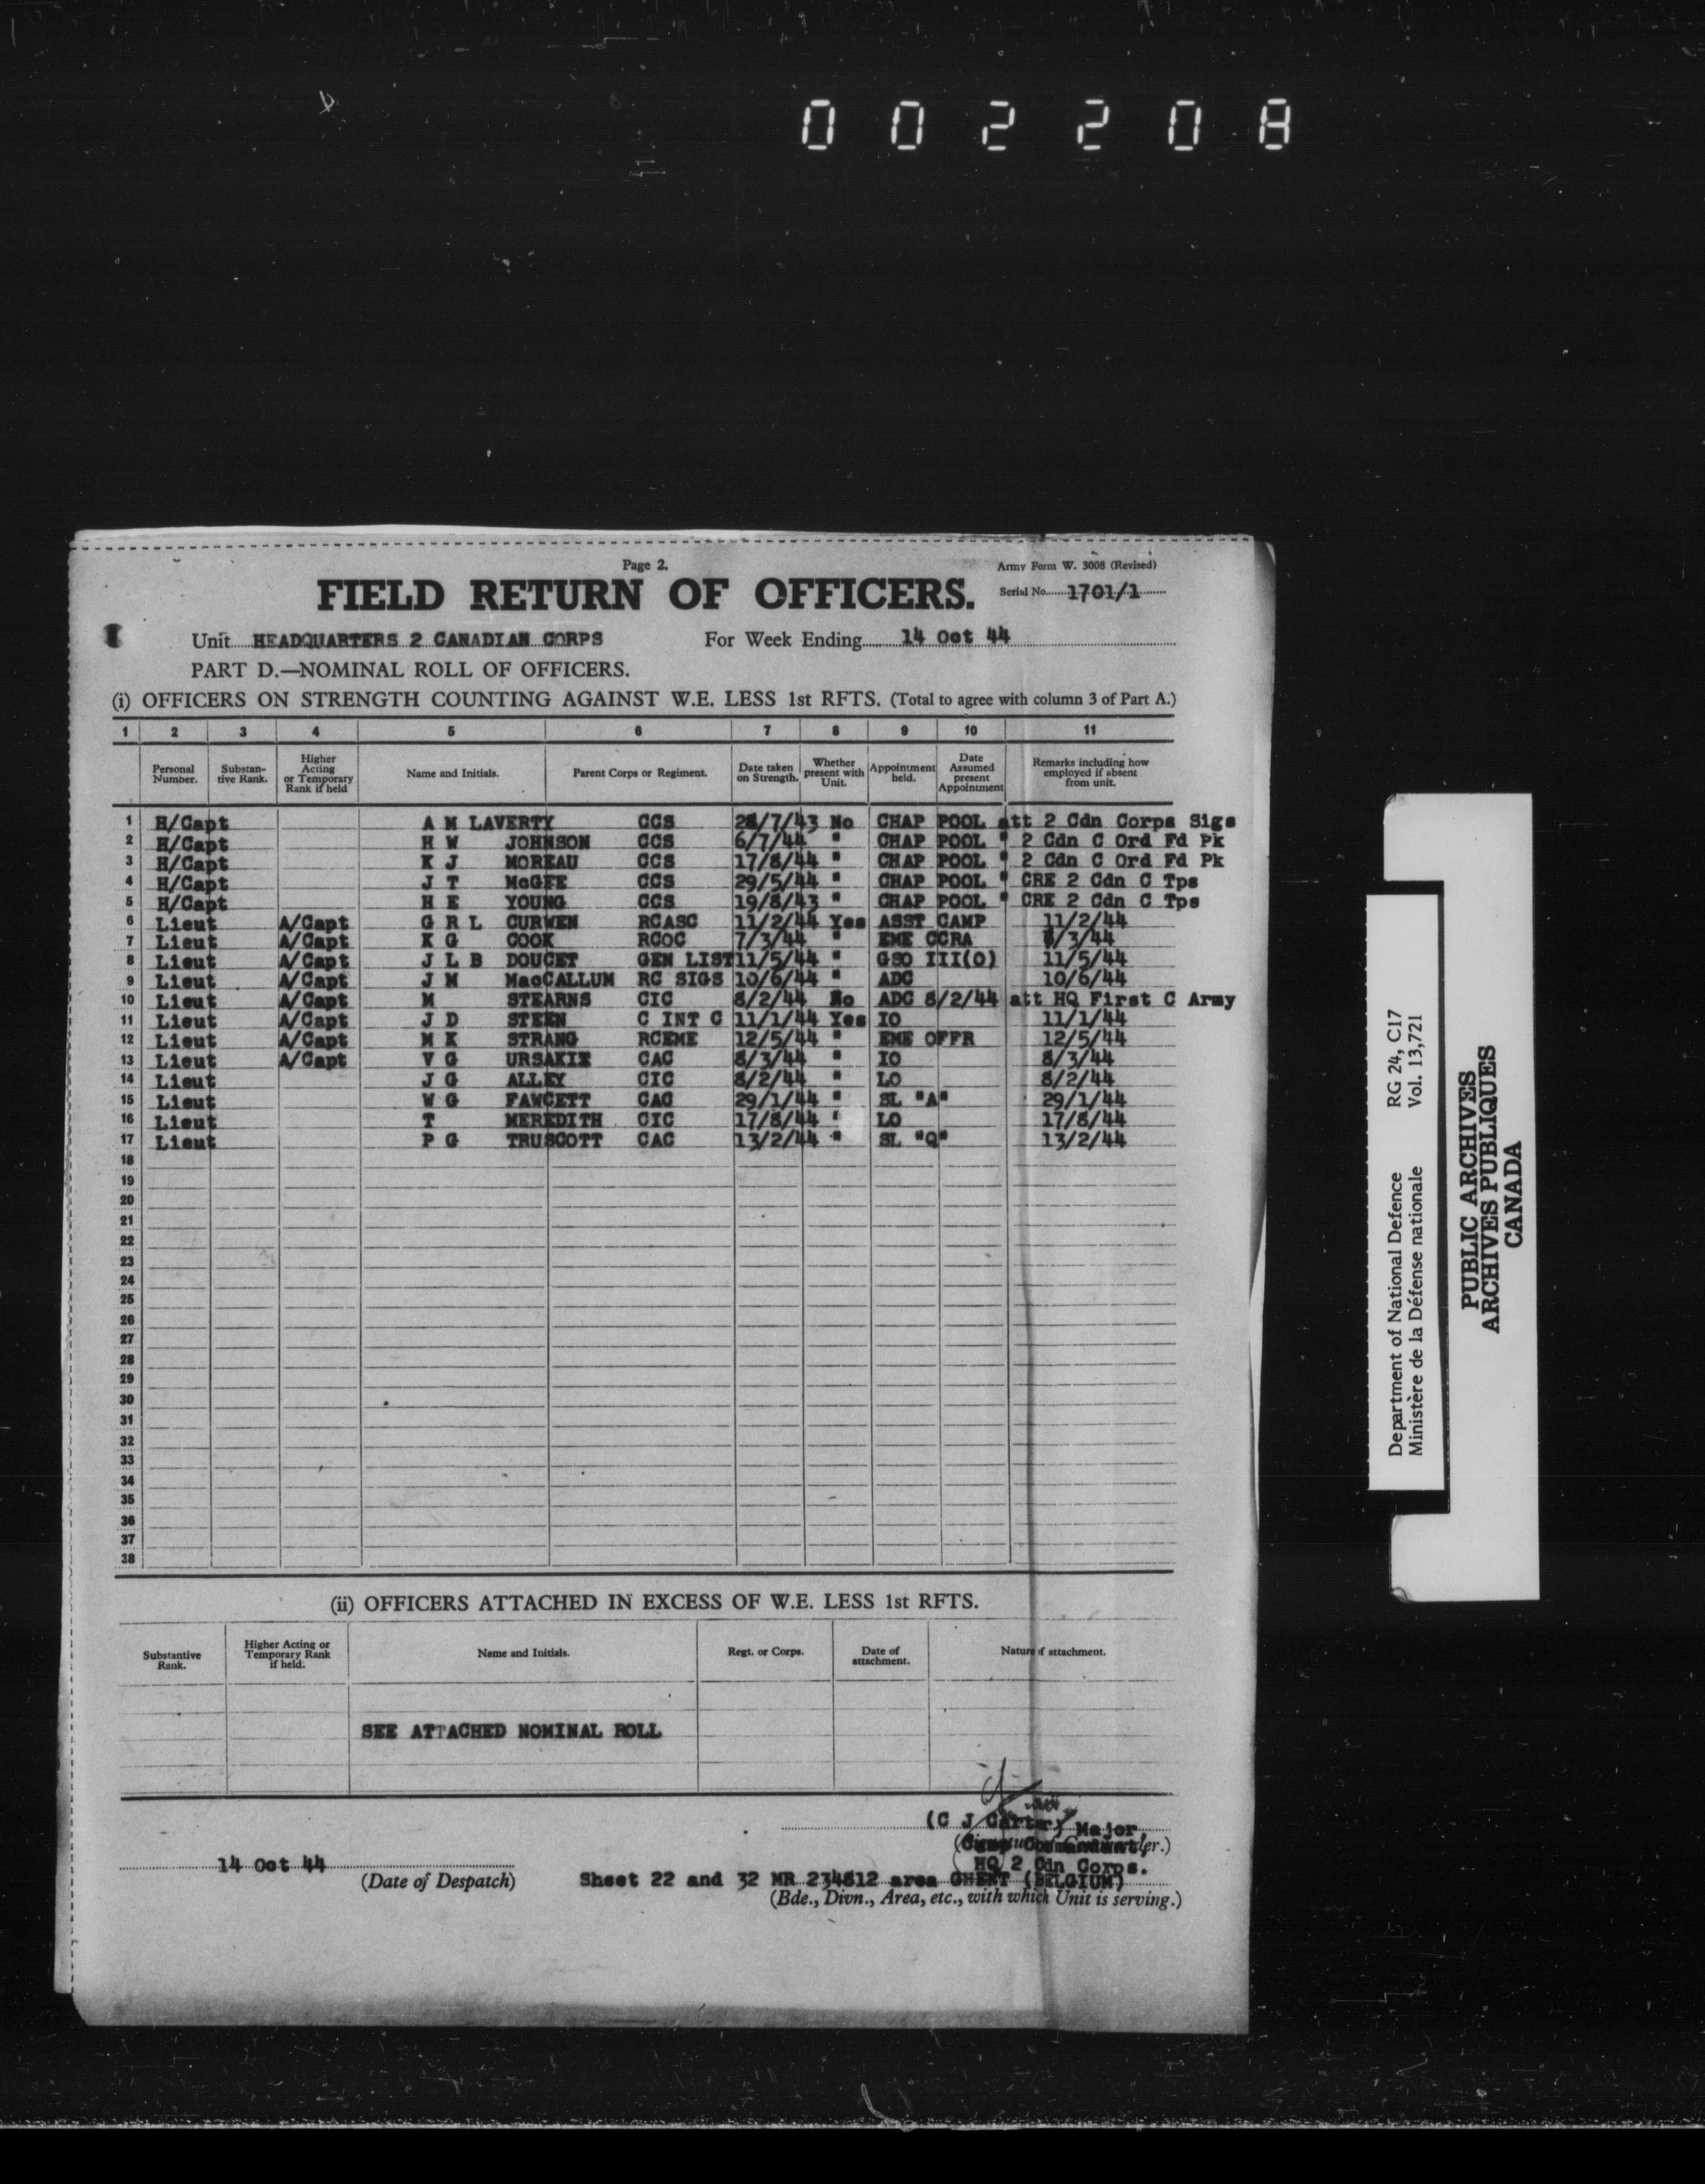 002208
Page 2.
Army Form W. 3008 (Revised)
FIELD RETURN OF OFFICERS.
Serial No. 1701/1
Unit HEADQUARTERS 2 CANADIAN CORPS For Week Ending 14 Oct 44
PART D.—NOMINAL ROLL OF OFFICERS.
(i) OFFICERS ON STRENGTH COUNTING AGAINST W.E. LESS 1st RFTS. (Total to agree with column 3 of Part A.)
1 2 3 4 5 6 7 8 9 10 11
Personal Number. Substantive Rank. Higher Acting or Temporary Rank if held Name and Initials. Parent Corps or Regiment. Date taken on Strength. Whether present with Unit. Appointment held. Date Assumed present Appointment Remarks including how employed if absent from unit.
1 H/Capt A M LAVERTY CCS /7/43 No CHAP POOL att 2 Cdn Corps Sigs
2 H/Capt H W JOHNSON CCS 6/7/44 " CHAP POOL " 2 Cdn C Ord Fd Pk
3 H/Capt K J MOREAU CCS 17/8/44 " CHAP POOL " 2 Cdn C Ord Fd Pk
4 H/Capt J T McGEE CCS 29/5/44 " CHAP POOL " CRE 2 Cdn C Tps
5 H/Capt H E YOUNG CCS 19/8/43 " CHAP POOL " CRE 2 Cdn C Tps
6 Lieut A/Capt G R L CURWEN RCASC 11/2/44 Yes ASST CAMP 11/2/44
7 Lieut A/Capt K G COOK RCOC 7/3/44 " EME CCRA /3/44
8 Lieut A/Capt J L B DOUCET GEN LIST 11/5/44 " GSO III(O) 11/5/44
9 Lieut A/Capt J M MacCALLUM RC SIGS 10/6/44 " ADC 10/6/44
10 Lieut A/Capt M STEARNS CIC 8/2/44 No ADC 8/2/44 att HQ First C Army
11 Lieut A/Capt J D STEEN C INT C 11/1/44 Yes IO 11/1/44
12 Lieut A/Capt M K STRANG RCEME 12/5/44 " EME OFFR 12/5/44
13 Lieut A/Capt V G URSAKI CAC 8/3/44 " IO 8/3/44
14 Lieut J G ALLEY CIC 8/2/44 " LO 8/2/44
15 Lieut W G FAWCETT CAC 29/1/44 " SL "A" 29/1/44
16 Lieut T MEREDITH CIC 17/8/44 " LO 17/8/44
17 Lieut P G TRUSCOTT CAC 13/2/44 " SL "Q" 13/2/44
18
19
20
21
22
23
24
25
26
27
28
29
30
31
32
33
34
35
36
37
38
(ii) OFFICERS ATTACHED IN EXCESS OF W.E. LESS 1st RFTS.
Substantive Rank. Higher Acting or Temporary Rank if held. Name and Initials. Regt. or Corps. Date of attachment. Nature of attachment.
SEE ATTACHED NOMINAL ROLL
(C J Carter) Major,
Camp Commandant,
HQ 2 Cdn Corps.
14 Oct 44
(Date of Despatch)
Sheet 22 and 32 MR 234812 area GHENT (BELGIUM)
(Bde., Divn., Area, etc., with which Unit is serving.)
Department of National Defence RG 24, C17
Ministère de la Défense nationale Vol. 13,721
PUBLIC ARCHIVES
ARCHIVES PUBLIQUES
CANADA